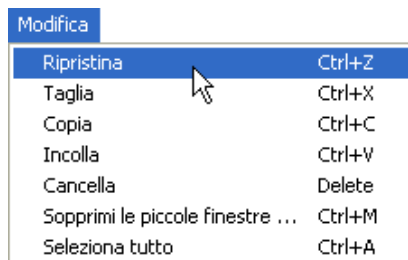 Modifica
Ripristina Ctrl+Z
Taglia Ctrl+X
Copia Ctrl+C
Incolla Ctrl+V
Cancella Delete
Sopprimi le piccole finestre ... Ctrl+M
Seleziona tutto Ctrl+A